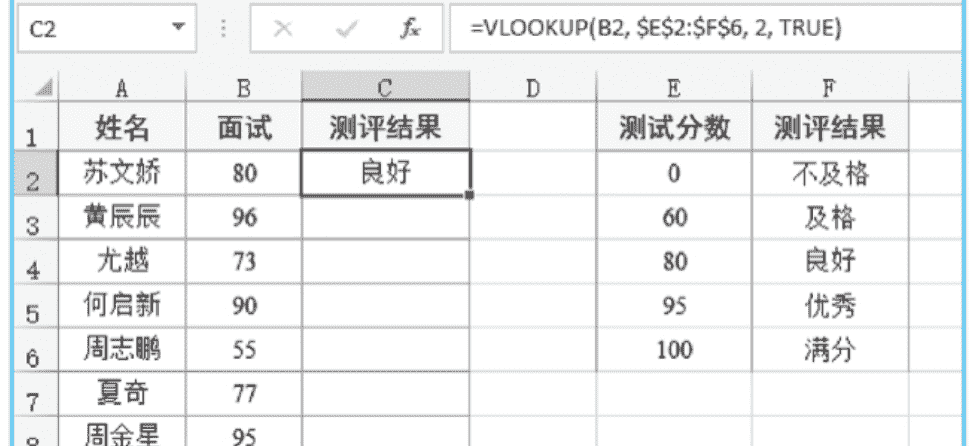 C2 fx =VLOOKUP(B2, $E$2:$F$6, 2, TRUE)
A B C D E F
1 姓名 面试 测评结果 测试分数 测评结果
2 苏文娇 80 良好 0 不及格
3 黄辰辰 96 60 及格
4 尤越 73 80 良好
5 何启新 90 95 优秀
6 周志鹏 55 100 满分
7 夏奇 77
8 周金星 95